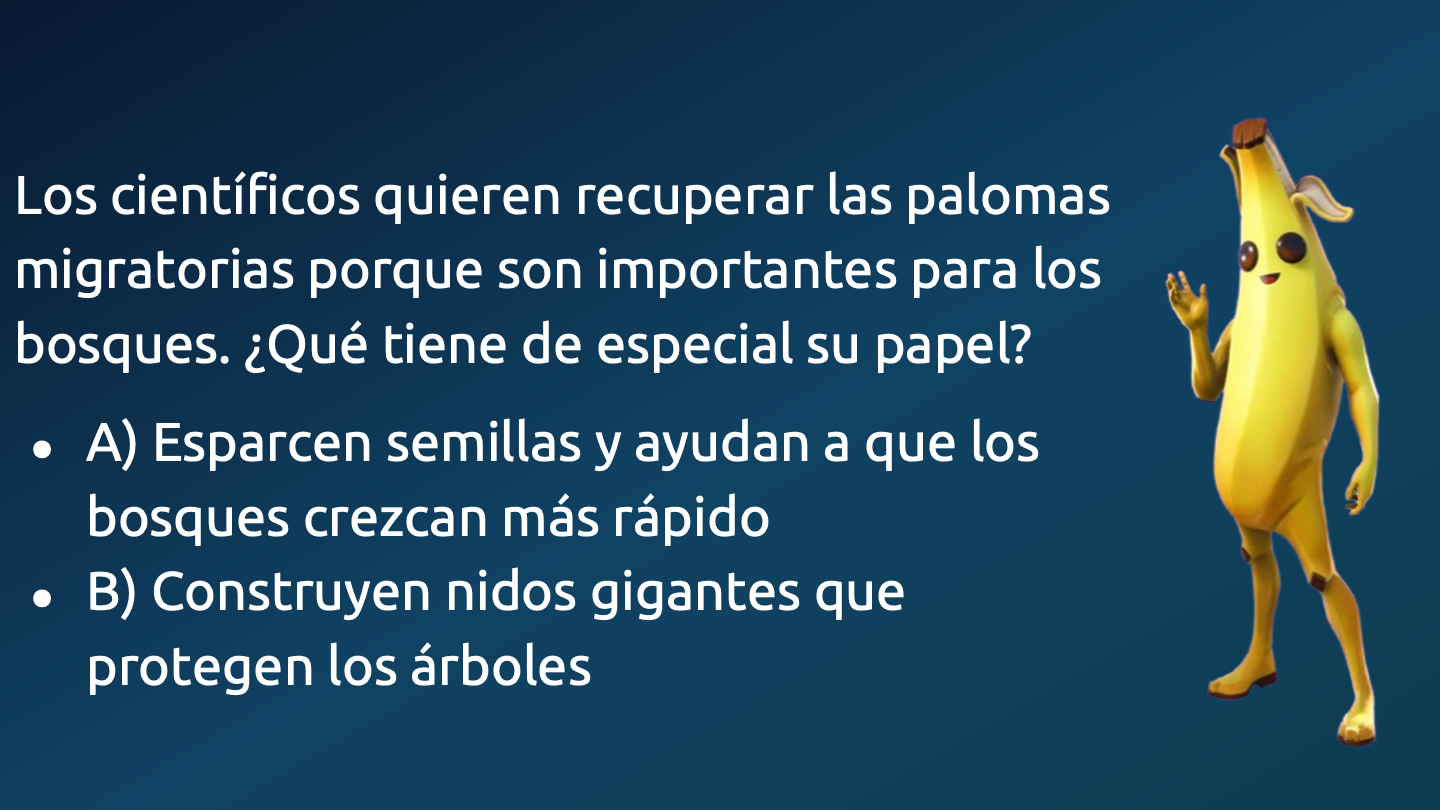 Los científicos quieren recuperar las palomas
migratorias porque son importantes para los
bosques. ¿Qué tiene de especial su papel?
● A) Esparcen semillas y ayudan a que los
bosques crezcan más rápido
● B) Construyen nidos gigantes que
protegen los árboles